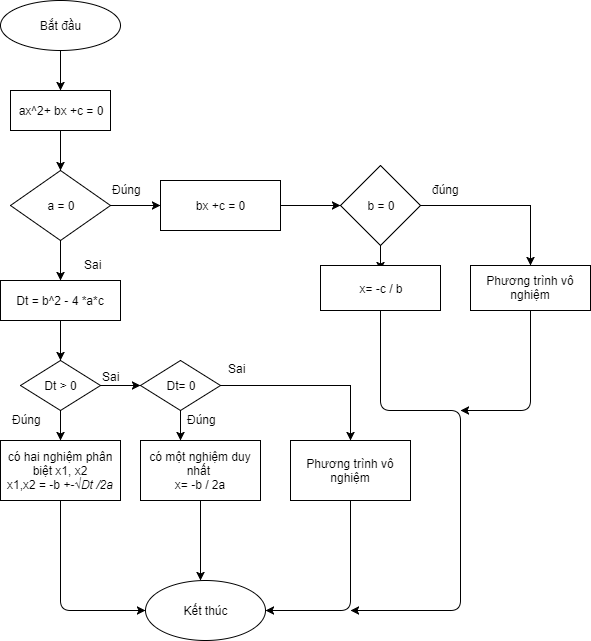 Bắt đầu
ax^2+ bx +c = 0
a = 0
Đúng
bx +c = 0
b = 0
đúng
Sai
Dt = b^2 - 4 *a*c
x= -c / b
Phương trình vô
nghiệm
Dt > 0
Sai
Dt= 0
Sai
Đúng
Đúng
có hai nghiệm phân
biệt x1, x2
x1,x2 = -b +-√Dt /2a
có một nghiệm duy
nhất
x= -b / 2a
Phương trình vô
nghiệm
Kết thúc